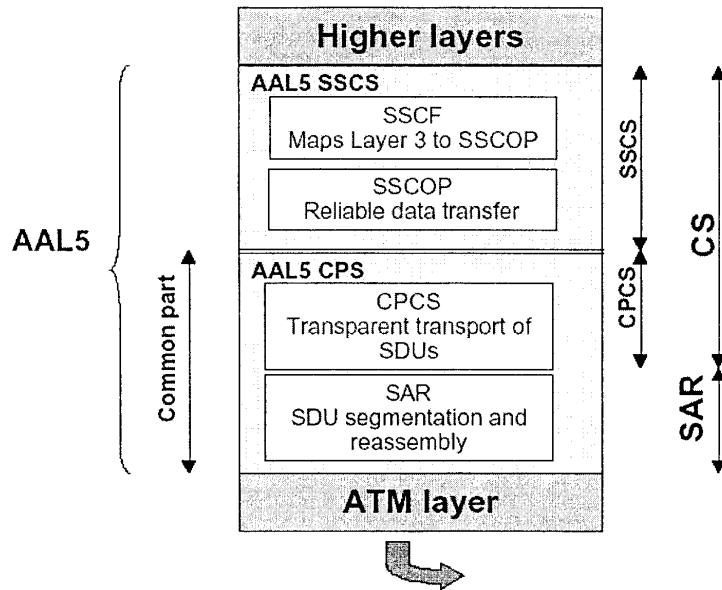 Higher layers
AAL5 SSCS
SSCF
Maps Layer 3 to SSCOP
SSCOP
Reliable data transfer
AAL5 CPS
CPCS
Transparent transport of
SDUs
SAR
SDU segmentation and
reassembly
ATM layer
AAL5
Common part
SSCS
CPCS
CS
SAR